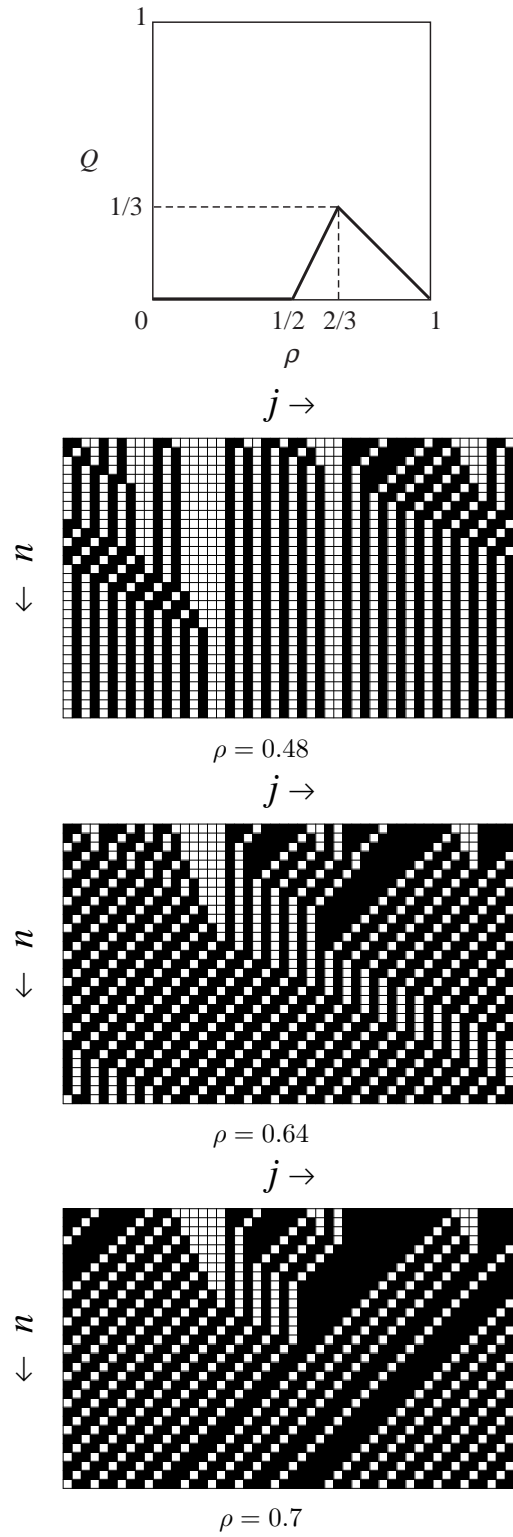 1
Q
1/3
0 1/2 2/3 1
ρ
j →
← n
ρ = 0.48
j →
← n
ρ = 0.64
j →
← n
ρ = 0.7